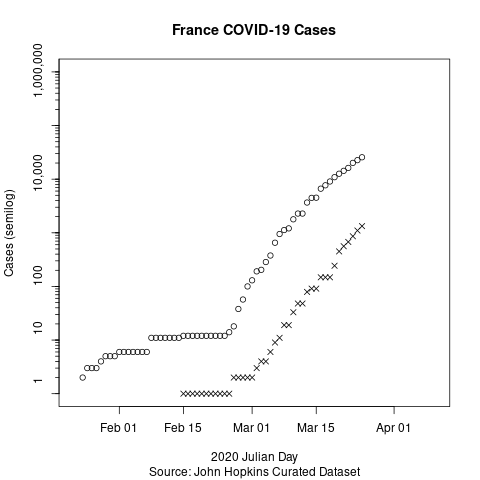 France COVID-19 Cases
Cases (semilog)
1,000,000
10,000
100
10
1
Feb 01
Feb 15
Mar 01
Mar 15
Apr 01
2020 Julian Day
Source: John Hopkins Curated Dataset